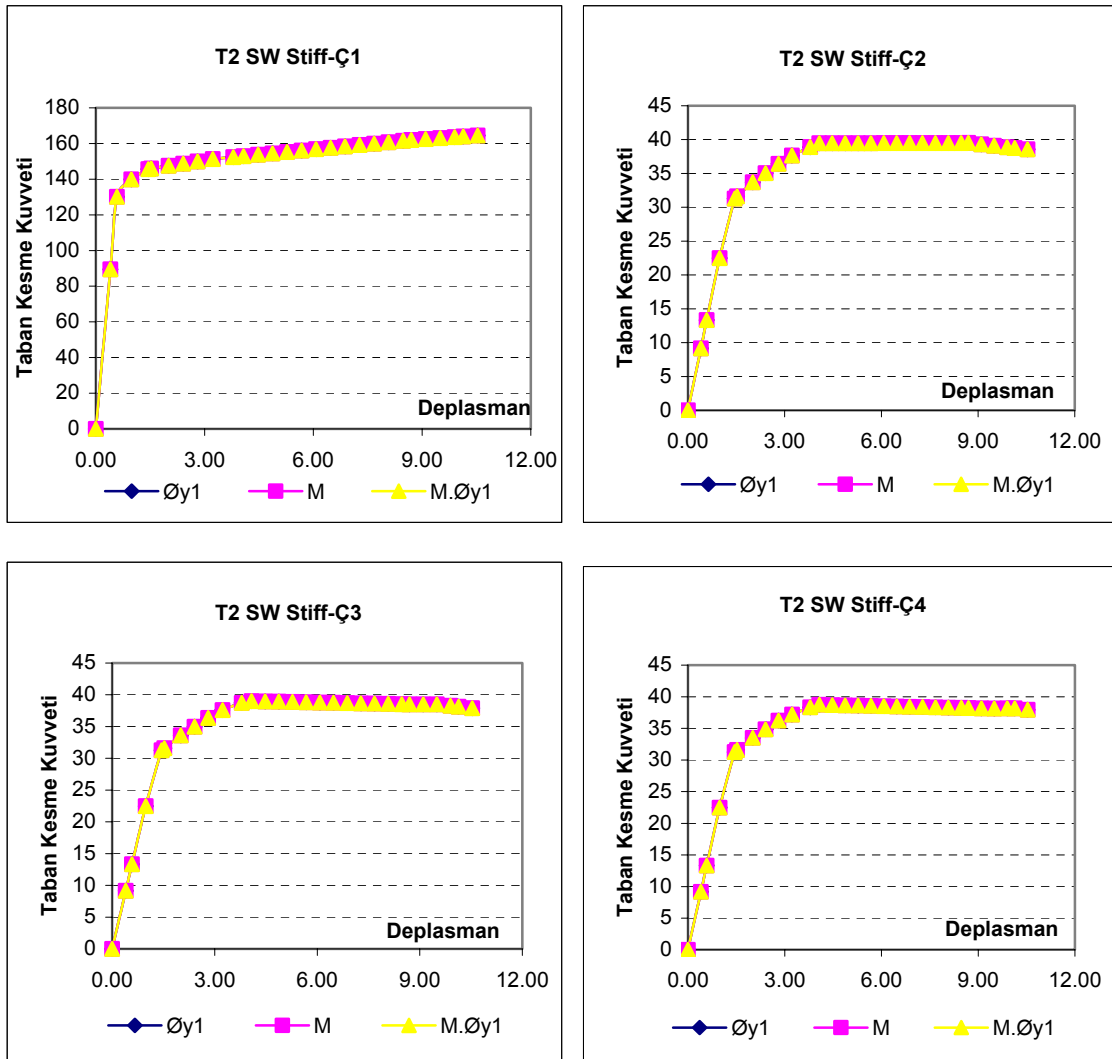 T2 SW Stiff-Ç1
Taban Kesme Kuvveti
180
160
140
120
100
80
60
40
20
0
Deplasman
0.00 3.00 6.00 9.00 12.00
Øy1 M M.Øy1
T2 SW Stiff-Ç2
Taban Kesme Kuvveti
45
40
35
30
25
20
15
10
5
0
Deplasman
0.00 3.00 6.00 9.00 12.00
Øy1 M M.Øy1
T2 SW Stiff-Ç3
Taban Kesme Kuvveti
45
40
35
30
25
20
15
10
5
0
Deplasman
0.00 3.00 6.00 9.00 12.00
Øy1 M M.Øy1
T2 SW Stiff-Ç4
Taban Kesme Kuvveti
45
40
35
30
25
20
15
10
5
0
Deplasman
0.00 3.00 6.00 9.00 12.00
Øy1 M M.Øy1